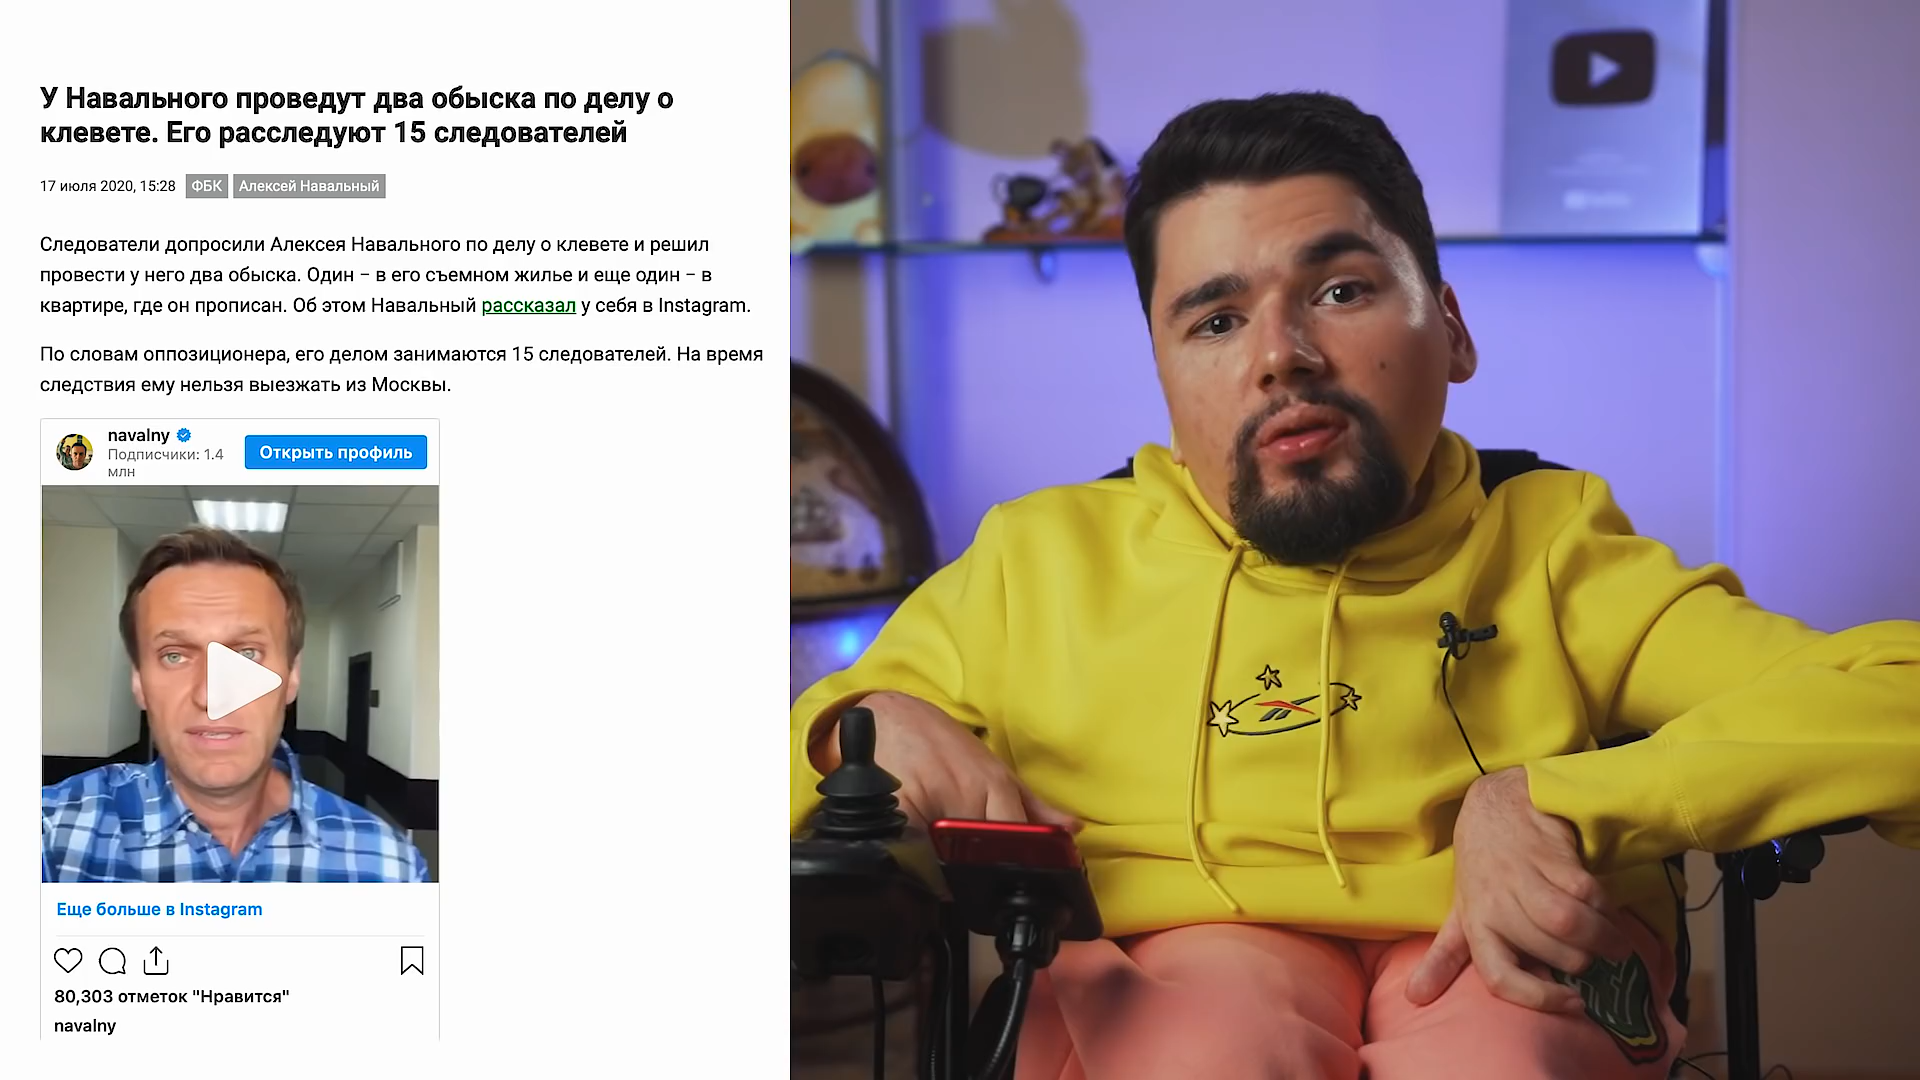 У Навального проведут два обыска по делу о
клевете. Его расследуют 15 следователей
17 июля 2020, 15:28 ФБК Алексей Навальный
Следователи допросили Алексея Навального по делу о клевете и решил
провести у него два обыска. Один – в его съемном жилье и еще один – в
квартире, где он прописан. Об этом Навальный рассказал у себя в Instagram.
По словам оппозиционера, его делом занимаются 15 следователей. На время
следствия ему нельзя выезжать из Москвы.
navalny
Подписчики: 1.4
млн
Открыть профиль
Еще больше в Instagram
80,303 отметок "Нравится"
navalny